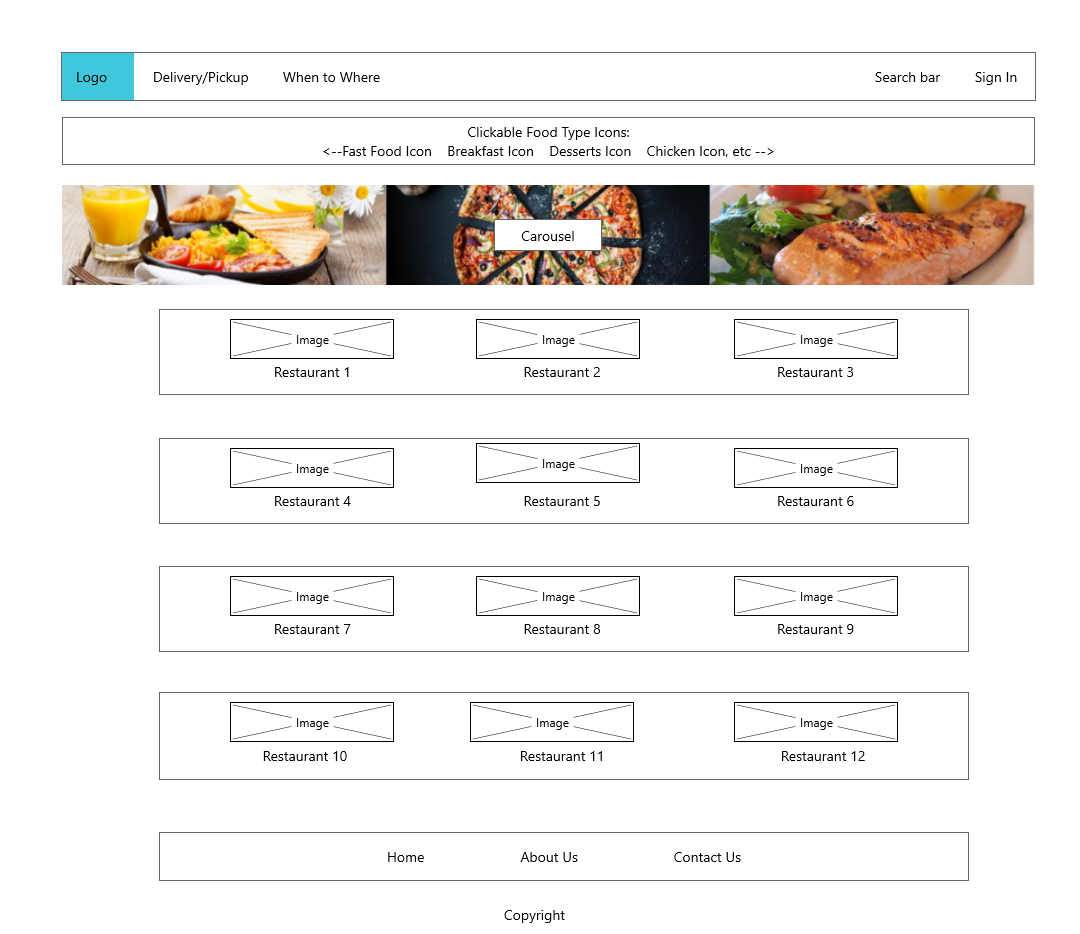 Logo Delivery/Pickup When to Where Search bar Sign In
Clickable Food Type Icons:
<--Fast Food Icon Breakfast Icon Desserts Icon Chicken Icon, etc -->
Carousel
Image Image Image
Restaurant 1 Restaurant 2 Restaurant 3
Image Image Image
Restaurant 4 Restaurant 5 Restaurant 6
Image Image Image
Restaurant 7 Restaurant 8 Restaurant 9
Image Image Image
Restaurant 10 Restaurant 11 Restaurant 12
Home About Us Contact Us
Copyright